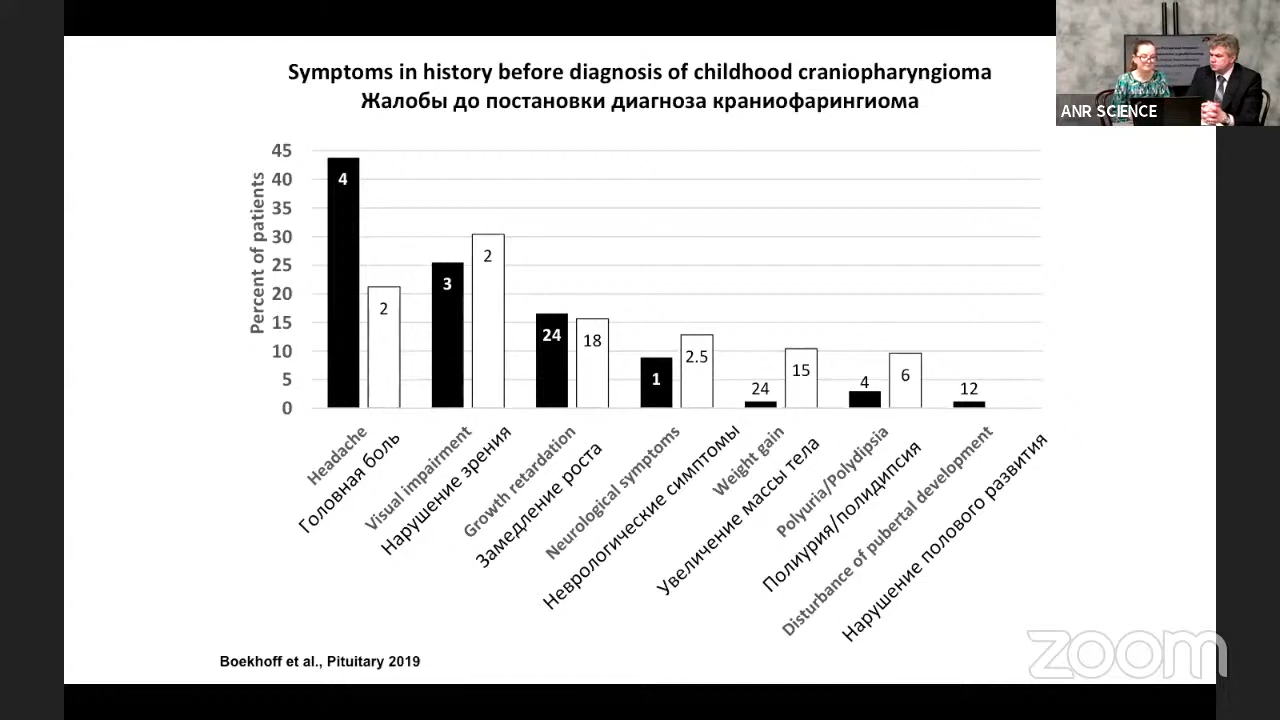 Symptoms in history before diagnosis of childhood craniopharyngioma
Жалобы до постановки диагноза краниофарингиома
ANR SCIENCE
Percent of patients
45
40
35
30
25
20
15
10
5
0
4
2
3
2
24
18
1
2.5
24
15
4
6
12
Headache
Головная боль
Visual impairment
Нарушение зрения
Growth retardation
Замедление роста
Neurological symptoms
Неврологические симптомы
Weight gain
Увеличение массы тела
Polyuria/Polydipsia
Полиурия/полидипсия
Disturbance of pubertal development
Нарушение полового развития
Boekhoff et al., Pituitary 2019
zoom